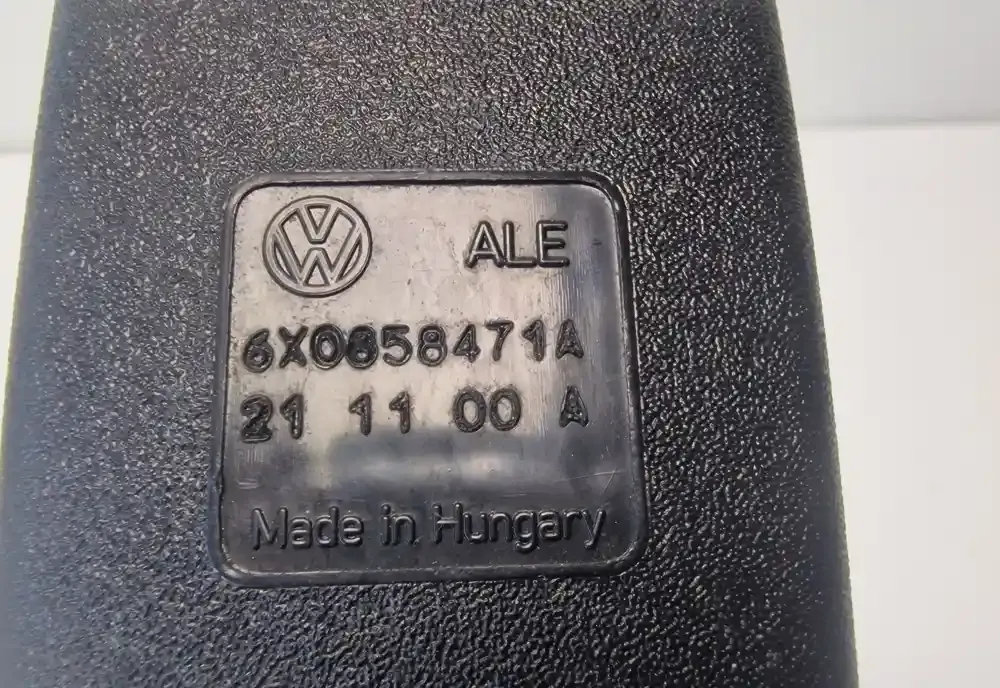 VW ALE
6X0858471A
21 11 00 A
Made in Hungary